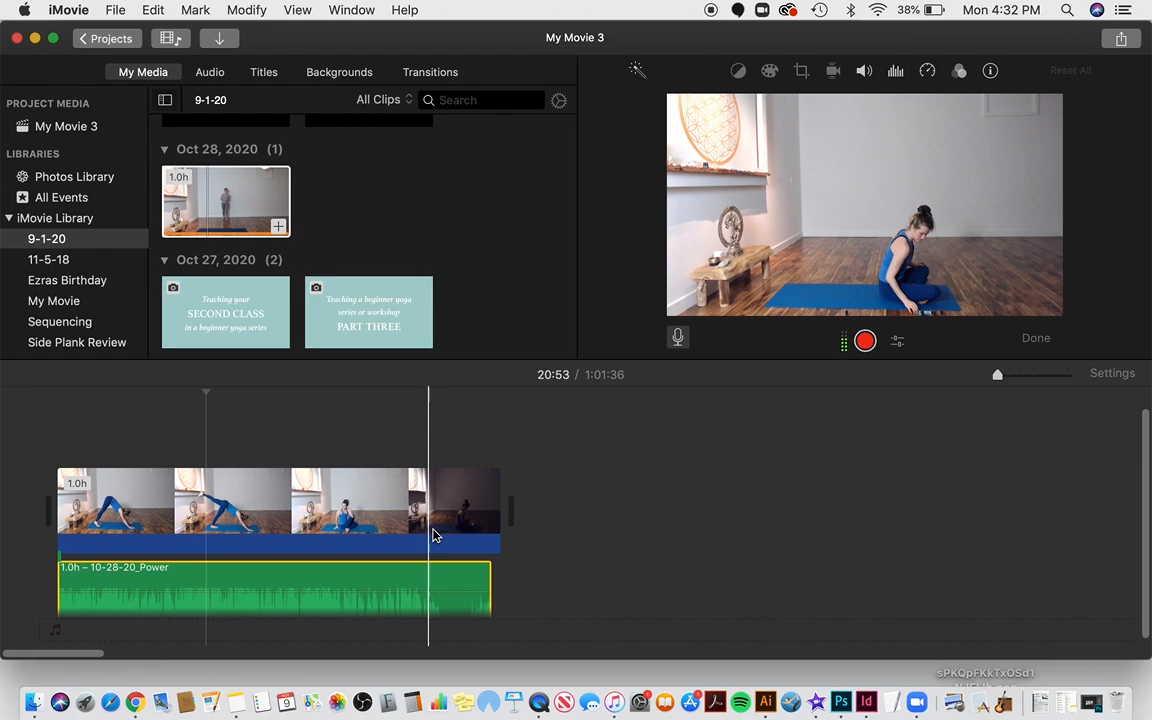 iMovie File Edit Mark Modify View Window Help 38% Mon 4:32 PM
Projects My Movie 3
My Media Audio Titles Backgrounds Transitions Reset All
PROJECT MEDIA 9-1-20 All Clips Search
My Movie 3
LIBRARIES
Photos Library
All Events
iMovie Library
9-1-20
11-5-18
Ezras Birthday
My Movie
Sequencing
Side Plank Review
Oct 28, 2020 (1)
1.0h
Oct 27, 2020 (2)
Teaching your
SECOND CLASS
in a beginner yoga series
Teaching a beginner yoga
series or workshop
PART THREE
Done
20:53 / 1:01:36 Settings
1.0h
1.0h – 10-28-20_Power
sPKQpFKkTxOSd1